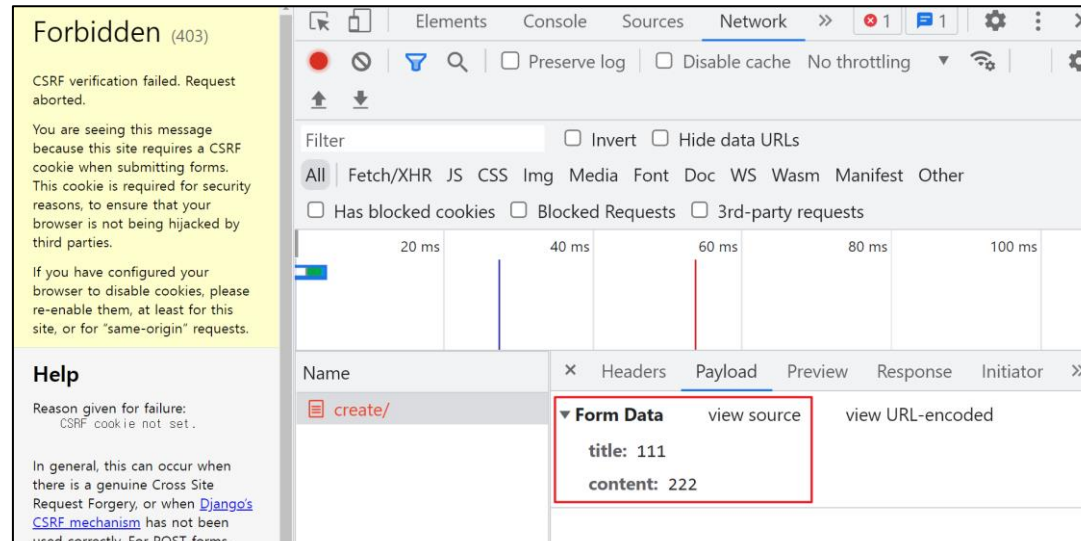 Forbidden (403)
CSRF verification failed. Request
aborted.
You are seeing this message
because this site requires a CSRF
cookie when submitting forms.
This cookie is required for security
reasons, to ensure that your
browser is not being hijacked by
third parties.
If you have configured your
browser to disable cookies, please
re-enable them, at least for this
site, or for “same-origin” requests.
Help
Reason given for failure:
CSRF cookie not set.
In general, this can occur when
there is a genuine Cross Site
Request Forgery, or when Django’s
CSRF mechanism has not been
used correctly. For POST forms
Elements Console Sources Network » 1 1
Preserve log Disable cache No throttling
Filter Invert Hide data URLs
All Fetch/XHR JS CSS Img Media Font Doc WS Wasm Manifest Other
Has blocked cookies Blocked Requests 3rd-party requests
20 ms 40 ms 60 ms 80 ms 100 ms
Name × Headers Payload Preview Response Initiator »
create/
Form Data view source view URL-encoded
title: 111
content: 222